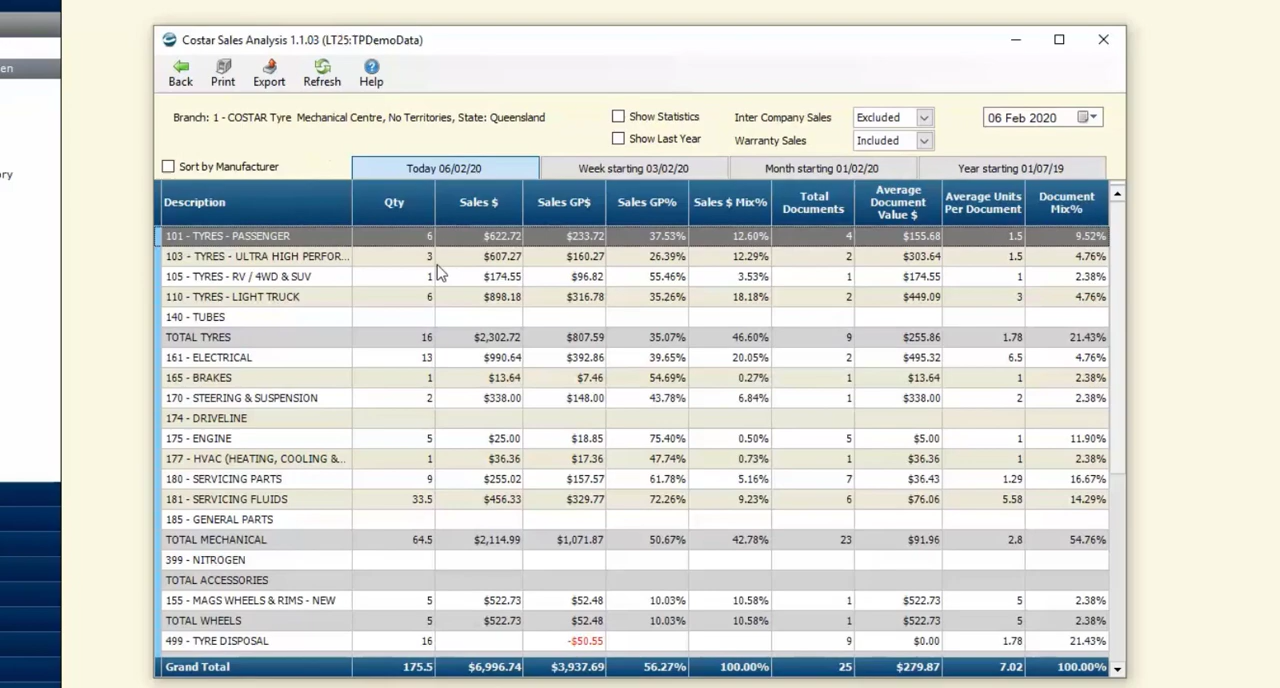 en
ry
Costar Sales Analysis 1.1.03 (LT25:TPDemoData)
Back Print Export Refresh Help
Branch: 1 - COSTAR Tyre Mechanical Centre, No Territories, State: Queensland
Show Statistics Inter Company Sales Excluded 06 Feb 2020
Show Last Year Warranty Sales Included
Sort by Manufacturer Today 06/02/20 Week starting 03/02/20 Month starting 01/02/20 Year starting 01/07/19
Description Qty Sales $ Sales GP$ Sales GP% Sales $ Mix% Total Documents Average Document Value $ Average Units Per Document Document Mix%
101 - TYRES - PASSENGER 6 $622.72 $233.72 37.53% 12.60% 4 $155.68 1.5 9.52%
103 - TYRES - ULTRA HIGH PERFOR... 3 $607.27 $160.27 26.39% 12.29% 2 $303.64 1.5 4.76%
105 - TYRES - RV / 4WD & SUV 1 $174.55 $96.82 55.46% 3.53% 1 $174.55 1 2.38%
110 - TYRES - LIGHT TRUCK 6 $898.18 $316.78 35.26% 18.18% 2 $449.09 3 4.76%
140 - TUBES
TOTAL TYRES 16 $2,302.72 $807.59 35.07% 46.60% 9 $255.86 1.78 21.43%
161 - ELECTRICAL 13 $990.64 $392.86 39.65% 20.05% 2 $495.32 6.5 4.76%
165 - BRAKES 1 $13.64 $7.46 54.69% 0.27% 1 $13.64 1 2.38%
170 - STEERING & SUSPENSION 2 $338.00 $148.00 43.78% 6.84% 1 $338.00 2 2.38%
174 - DRIVELINE
175 - ENGINE 5 $25.00 $18.85 75.40% 0.50% 5 $5.00 1 11.90%
177 - HVAC (HEATING, COOLING &... 1 $36.36 $17.36 47.74% 0.73% 1 $36.36 1 2.38%
180 - SERVICING PARTS 9 $255.02 $157.57 61.78% 5.16% 7 $36.43 1.29 16.67%
181 - SERVICING FLUIDS 33.5 $456.33 $329.77 72.26% 9.23% 6 $76.06 5.58 14.29%
185 - GENERAL PARTS
TOTAL MECHANICAL 64.5 $2,114.99 $1,071.87 50.67% 42.78% 23 $91.96 2.8 54.76%
399 - NITROGEN
TOTAL ACCESSORIES
155 - MAGS WHEELS & RIMS - NEW 5 $522.73 $52.48 10.03% 10.58% 1 $522.73 5 2.38%
TOTAL WHEELS 5 $522.73 $52.48 10.03% 10.58% 1 $522.73 5 2.38%
499 - TYRE DISPOSAL 16 -$50.55 9 $0.00 1.78 21.43%
Grand Total 175.5 $6,996.74 $3,937.69 56.27% 100.00% 25 $279.87 7.02 100.00%